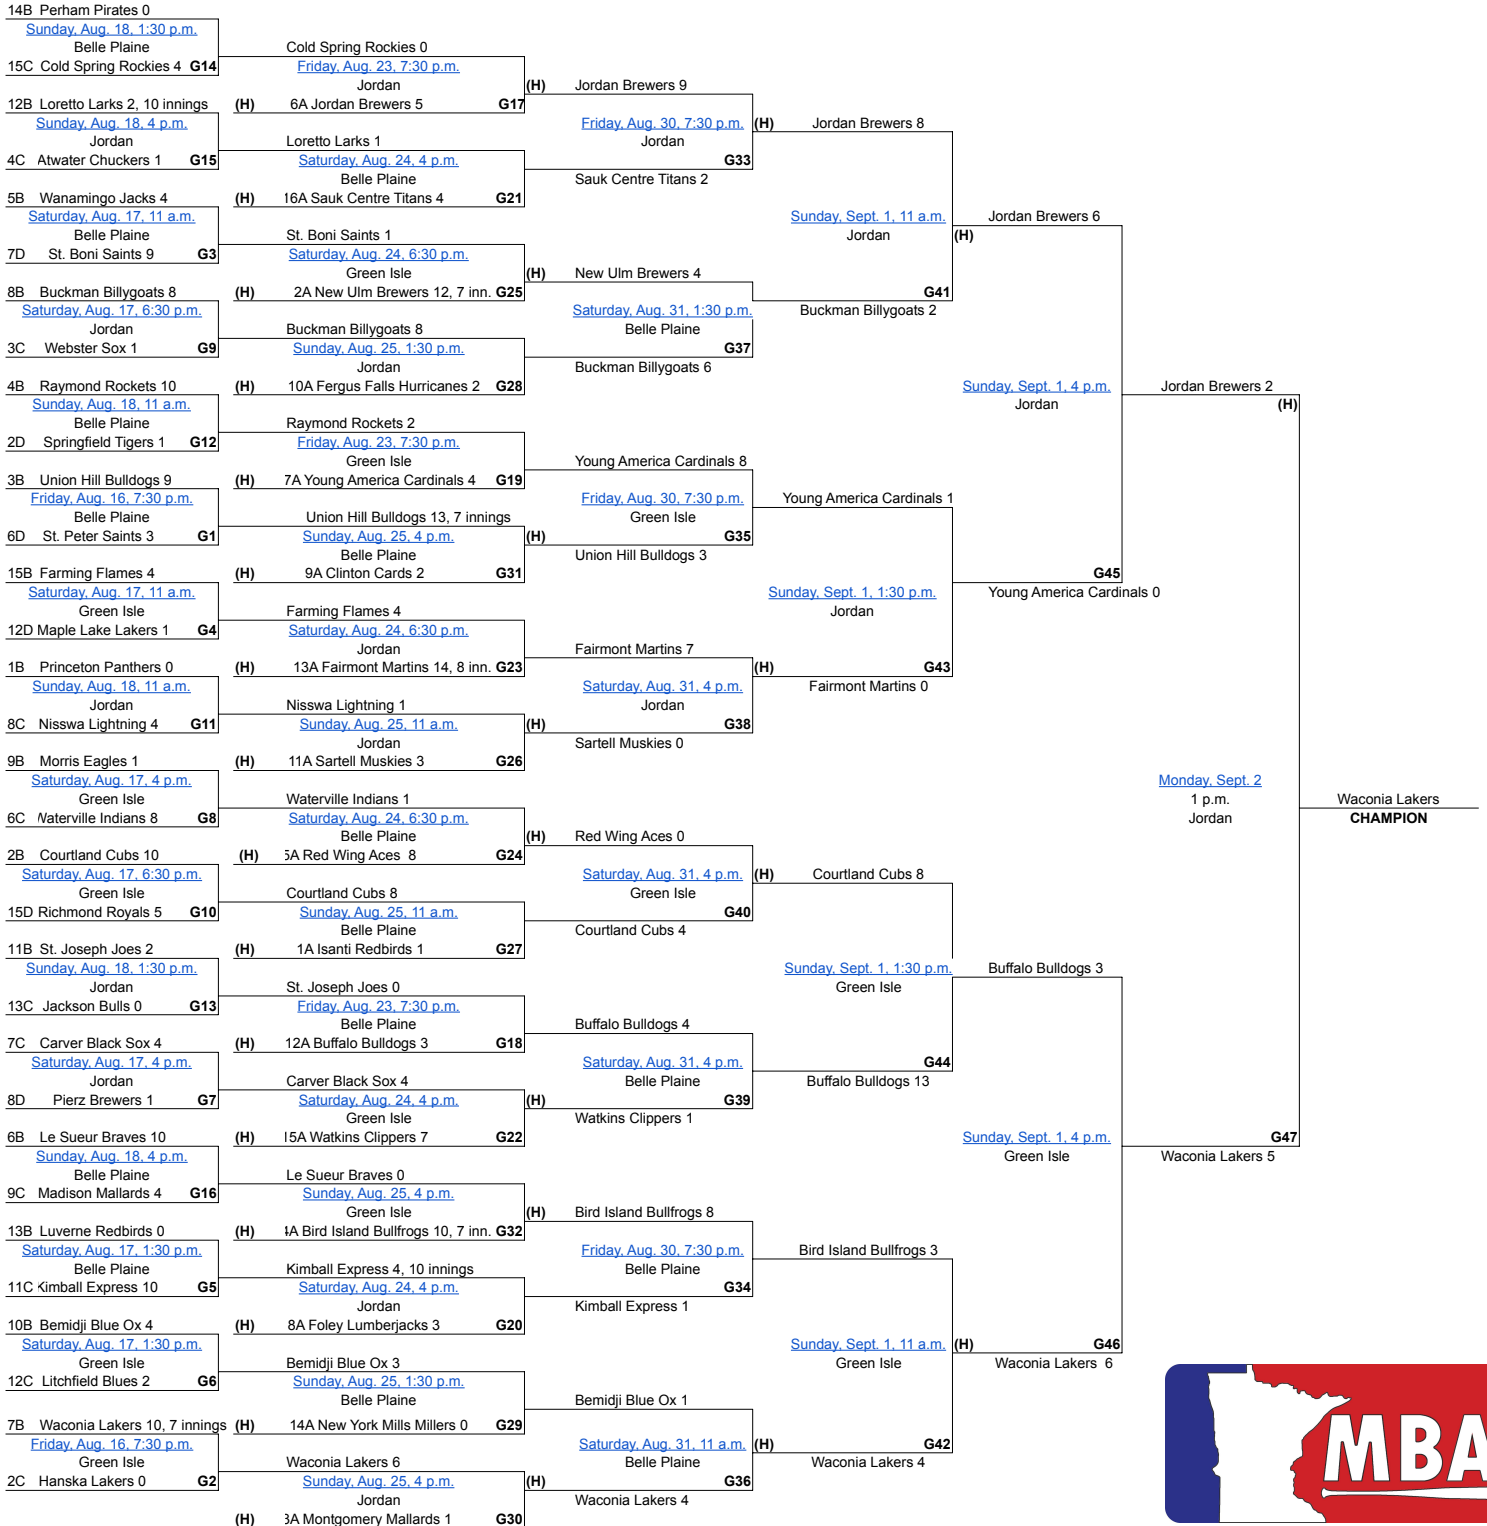 14B Perham Pirates 0
Sunday, Aug. 18, 1:30 p.m.
Belle Plaine
15C Cold Spring Rockies 4 G14
12B Loretto Larks 2, 10 innings
Sunday, Aug. 18, 4 p.m.
Jordan
4C Atwater Chuckers 1 G15
5B Wanamingo Jacks 4
Saturday, Aug. 17, 11 a.m.
Belle Plaine
7D St. Boni Saints 9 G3
8B Buckman Billygoats 8
Saturday, Aug. 17, 6:30 p.m.
Jordan
3C Webster Sox 1 G9
4B Raymond Rockets 10
Sunday, Aug. 18, 11 a.m.
Belle Plaine
2D Springfield Tigers 1 G12
3B Union Hill Bulldogs 9
Friday, Aug. 16, 7:30 p.m.
Belle Plaine
6D St. Peter Saints 3 G1
15B Farming Flames 4
Saturday, Aug. 17, 11 a.m.
Green Isle
12D Maple Lake Lakers 1 G4
1B Princeton Panthers 0
Sunday, Aug. 18, 11 a.m.
Jordan
8C Nisswa Lightning 4 G11
9B Morris Eagles 1
Saturday, Aug. 17, 4 p.m.
Green Isle
6C Waterville Indians 8 G8
2B Courtland Cubs 10
Saturday, Aug. 17, 6:30 p.m.
Green Isle
15D Richmond Royals 5 G10
11B St. Joseph Joes 2
Sunday, Aug. 18, 1:30 p.m.
Jordan
13C Jackson Bulls 0 G13
7C Carver Black Sox 4
Saturday, Aug. 17, 4 p.m.
Jordan
8D Pierz Brewers 1 G7
6B Le Sueur Braves 10
Sunday, Aug. 18, 4 p.m.
Belle Plaine
9C Madison Mallards 4 G16
13B Luverne Redbirds 0
Saturday, Aug. 17, 1:30 p.m.
Belle Plaine
11C Kimball Express 10 G5
10B Bemidji Blue Ox 4
Saturday, Aug. 17, 1:30 p.m.
Green Isle
12C Litchfield Blues 2 G6
7B Waconia Lakers 10, 7 innings
Friday, Aug. 16, 7:30 p.m.
Green Isle
2C Hanska Lakers 0 G2
Cold Spring Rockies 0
Friday, Aug. 23, 7:30 p.m.
Jordan
(H) 6A Jordan Brewers 5 G17
Loretto Larks 1
Saturday, Aug. 24, 4 p.m.
Belle Plaine
(H) 16A Sauk Centre Titans 4 G21
St. Boni Saints 1
Saturday, Aug. 24, 6:30 p.m.
Green Isle
(H) 2A New Ulm Brewers 12, 7 inn. G25
Buckman Billygoats 8
Sunday, Aug. 25, 1:30 p.m.
Jordan
(H) 10A Fergus Falls Hurricanes 2 G28
Raymond Rockets 2
Friday, Aug. 23, 7:30 p.m.
Green Isle
(H) 7A Young America Cardinals 4 G19
Union Hill Bulldogs 13, 7 innings
Sunday, Aug. 25, 4 p.m.
Belle Plaine
(H) 9A Clinton Cards 2 G31
Farming Flames 4
Saturday, Aug. 24, 6:30 p.m.
Jordan
(H) 13A Fairmont Martins 14, 8 inn. G23
Nisswa Lightning 1
Sunday, Aug. 25, 11 a.m.
Jordan
(H) 11A Sartell Muskies 3 G26
Waterville Indians 1
Saturday, Aug. 24, 6:30 p.m.
Belle Plaine
(H) 5A Red Wing Aces 8 G24
Courtland Cubs 8
Sunday, Aug. 25, 11 a.m.
Belle Plaine
(H) 1A Isanti Redbirds 1 G27
St. Joseph Joes 0
Friday, Aug. 23, 7:30 p.m.
Belle Plaine
(H) 12A Buffalo Bulldogs 3 G18
Carver Black Sox 4
Saturday, Aug. 24, 4 p.m.
Green Isle
(H) 15A Watkins Clippers 7 G22
Le Sueur Braves 0
Sunday, Aug. 25, 4 p.m.
Green Isle
(H) 4A Bird Island Bullfrogs 10, 7 inn. G32
Kimball Express 4, 10 innings
Saturday, Aug. 24, 4 p.m.
Jordan
(H) 8A Foley Lumberjacks 3 G20
Bemidji Blue Ox 3
Sunday, Aug. 25, 1:30 p.m.
Belle Plaine
(H) 14A New York Mills Millers 0 G29
Waconia Lakers 6
Sunday, Aug. 25, 4 p.m.
Jordan
(H) 3A Montgomery Mallards 1 G30
(H) Jordan Brewers 9
Friday, Aug. 30, 7:30 p.m.
Jordan
G33
Sauk Centre Titans 2
(H) New Ulm Brewers 4
Saturday, Aug. 31, 1:30 p.m.
Belle Plaine
G37
Buckman Billygoats 6
Young America Cardinals 8
Friday, Aug. 30, 7:30 p.m.
Green Isle
(H) G35
Union Hill Bulldogs 3
Fairmont Martins 7
Saturday, Aug. 31, 4 p.m.
Jordan
(H) G38
Sartell Muskies 0
(H) Red Wing Aces 0
Saturday, Aug. 31, 4 p.m.
Green Isle
G40
Courtland Cubs 4
Buffalo Bulldogs 4
Saturday, Aug. 31, 4 p.m.
Belle Plaine
(H) G39
Watkins Clippers 1
(H) Bird Island Bullfrogs 8
Friday, Aug. 30, 7:30 p.m.
Belle Plaine
G34
Kimball Express 1
Bemidji Blue Ox 1
Saturday, Aug. 31, 11 a.m.
Belle Plaine
(H) G36
Waconia Lakers 4
(H) Jordan Brewers 8
Sunday, Sept. 1, 11 a.m.
Jordan
G41
Buckman Billygoats 2
Young America Cardinals 1
Sunday, Sept. 1, 1:30 p.m.
Jordan
(H) G43
Fairmont Martins 0
(H) Courtland Cubs 8
Sunday, Sept. 1, 1:30 p.m.
Green Isle
G44
Buffalo Bulldogs 13
Bird Island Bullfrogs 3
Sunday, Sept. 1, 11 a.m.
Green Isle
(H) G42
Waconia Lakers 4
Jordan Brewers 6
(H)
Sunday, Sept. 1, 4 p.m.
Jordan
G45
Young America Cardinals 0
Buffalo Bulldogs 3
Sunday, Sept. 1, 4 p.m.
Green Isle
(H) G46
Waconia Lakers 6
Jordan Brewers 2
(H)
Monday, Sept. 2
1 p.m.
Jordan
G47
Waconia Lakers 5
Waconia Lakers
CHAMPION
MBA